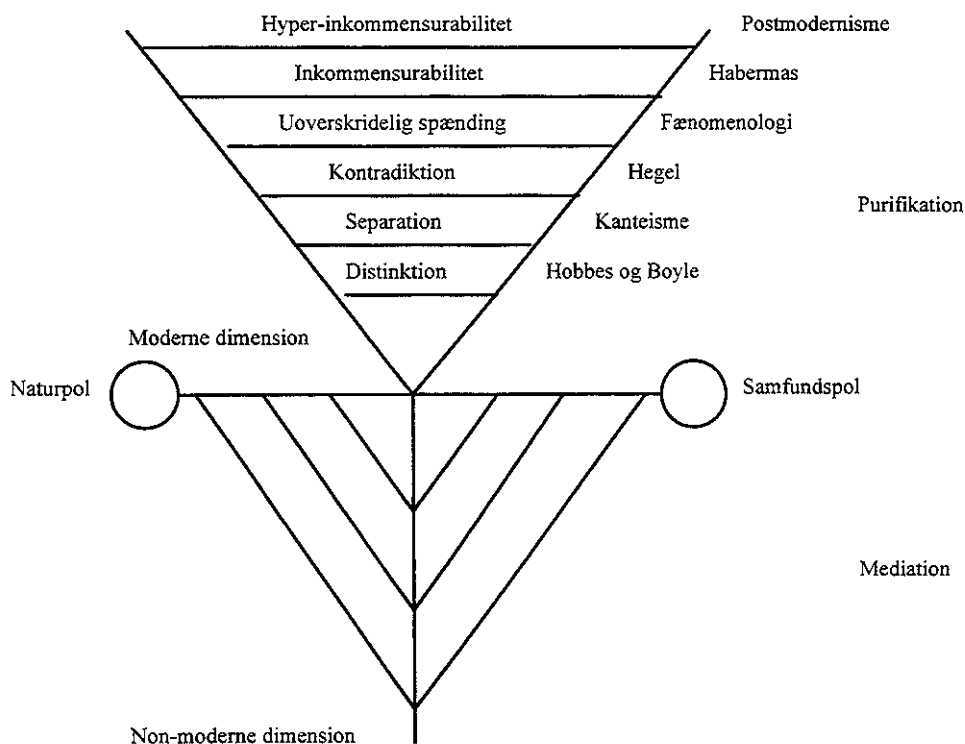 Hyper-inkommensurabilitet Postmodernisme
Inkommensurabilitet Habermas
Uoverskridelig spænding Fænomenologi
Kontradiktion Hegel
Purifikation
Separation Kanteisme
Distinktion Hobbes og Boyle
Moderne dimension
Naturpol Samfundspol
Mediation
Non-moderne dimension